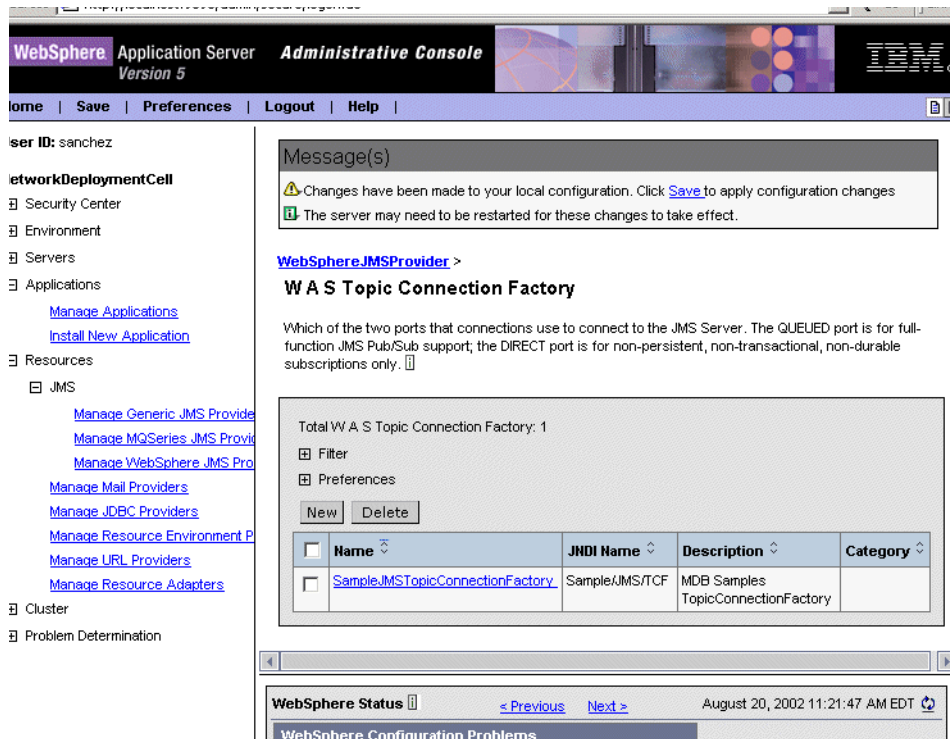 WebSphere Application Server Administrative Console
Version 5
IBM
Home | Save | Preferences | Logout | Help |
User ID: sanchez
NetworkDeploymentCell
Security Center
Environment
Servers
Applications
Manage Applications
Install New Application
Resources
JMS
Manage Generic JMS Provide
Manage MQSeries JMS Provid
Manage WebSphere JMS Pro
Manage Mail Providers
Manage JDBC Providers
Manage Resource Environment P
Manage URL Providers
Manage Resource Adapters
Cluster
Problem Determination
Message(s)
Changes have been made to your local configuration. Click Save to apply configuration changes
The server may need to be restarted for these changes to take effect.
WebSphereJMSProvider >
W A S Topic Connection Factory
Which of the two ports that connections use to connect to the JMS Server. The QUEUED port is for full-
function JMS Pub/Sub support; the DIRECT port is for non-persistent, non-transactional, non-durable
subscriptions only. i
Total W A S Topic Connection Factory: 1
Filter
Preferences
New Delete
Name JNDI Name Description Category
SampleJMSTopicConnectionFactory Sample/JMS/TCF MDB Samples
TopicConnectionFactory
WebSphere Status i < Previous Next > August 20, 2002 11:21:47 AM EDT
WebSphere Configuration Problems